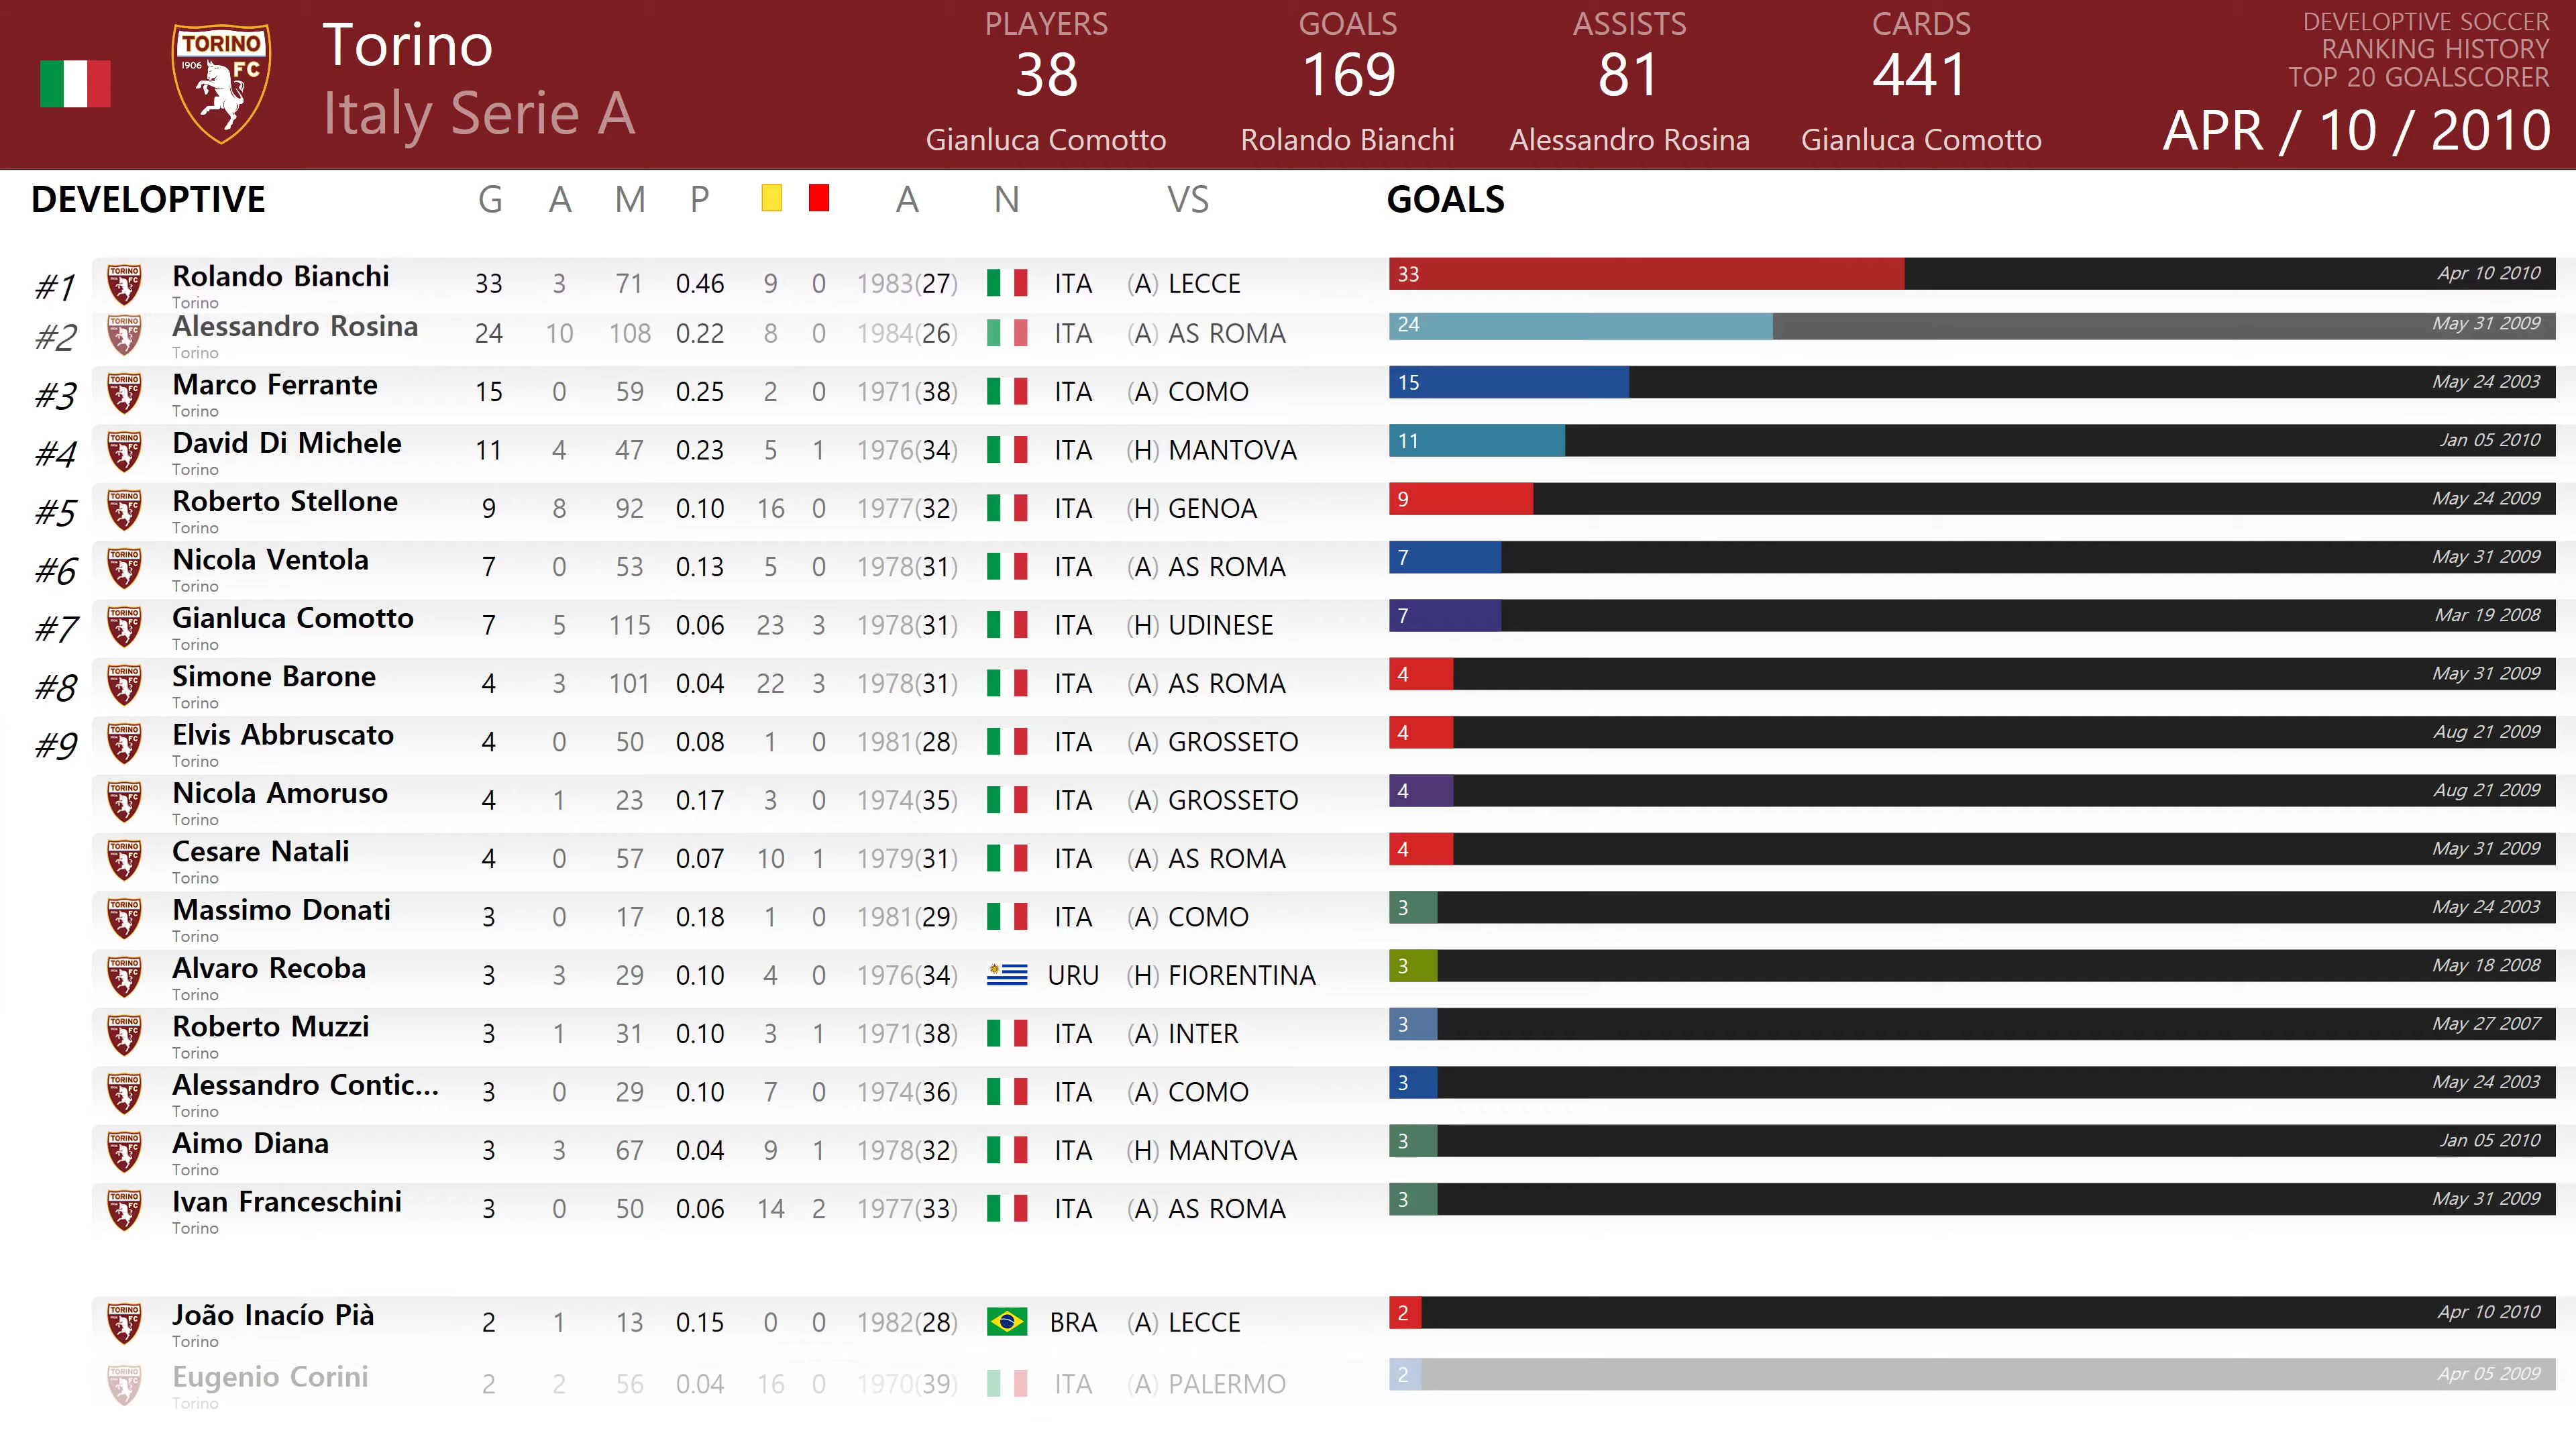 TORINO
1906 FC
Torino
Italy Serie A
PLAYERS
38
Gianluca Comotto
GOALS
169
Rolando Bianchi
ASSISTS
81
Alessandro Rosina
CARDS
441
Gianluca Comotto
DEVELOPTIVE SOCCER
RANKING HISTORY
TOP 20 GOALSCORER
APR / 10 / 2010
DEVELOPTIVE G A M P A N VS GOALS
#1 Rolando Bianchi 33 3 71 0.46 9 0 1983(27) ITA (A) LECCE 33 Apr 10 2010
Torino
#2 Alessandro Rosina 24 10 108 0.22 8 0 1984(26) ITA (A) AS ROMA 24 May 31 2009
Torino
#3 Marco Ferrante 15 0 59 0.25 2 0 1971(38) ITA (A) COMO 15 May 24 2003
Torino
#4 David Di Michele 11 4 47 0.23 5 1 1976(34) ITA (H) MANTOVA 11 Jan 05 2010
Torino
#5 Roberto Stellone 9 8 92 0.10 16 0 1977(32) ITA (H) GENOA 9 May 24 2009
Torino
#6 Nicola Ventola 7 0 53 0.13 5 0 1978(31) ITA (A) AS ROMA 7 May 31 2009
Torino
#7 Gianluca Comotto 7 5 115 0.06 23 3 1978(31) ITA (H) UDINESE 7 Mar 19 2008
Torino
#8 Simone Barone 4 3 101 0.04 22 3 1978(31) ITA (A) AS ROMA 4 May 31 2009
Torino
#9 Elvis Abbruscato 4 0 50 0.08 1 0 1981(28) ITA (A) GROSSETO 4 Aug 21 2009
Torino
Nicola Amoruso 4 1 23 0.17 3 0 1974(35) ITA (A) GROSSETO 4 Aug 21 2009
Torino
Cesare Natali 4 0 57 0.07 10 1 1979(31) ITA (A) AS ROMA 4 May 31 2009
Torino
Massimo Donati 3 0 17 0.18 1 0 1981(29) ITA (A) COMO 3 May 24 2003
Torino
Alvaro Recoba 3 3 29 0.10 4 0 1976(34) URU (H) FIORENTINA 3 May 18 2008
Torino
Roberto Muzzi 3 1 31 0.10 3 1 1971(38) ITA (A) INTER 3 May 27 2007
Torino
Alessandro Contic... 3 0 29 0.10 7 0 1974(36) ITA (A) COMO 3 May 24 2003
Torino
Aimo Diana 3 3 67 0.04 9 1 1978(32) ITA (H) MANTOVA 3 Jan 05 2010
Torino
Ivan Franceschini 3 0 50 0.06 14 2 1977(33) ITA (A) AS ROMA 3 May 31 2009
Torino
João Inacío Pià 2 1 13 0.15 0 0 1982(28) BRA (A) LECCE 2 Apr 10 2010
Torino
Eugenio Corini 2 2 56 0.04 16 0 1970(39) ITA (A) PALERMO 2 Apr 05 2009
Torino